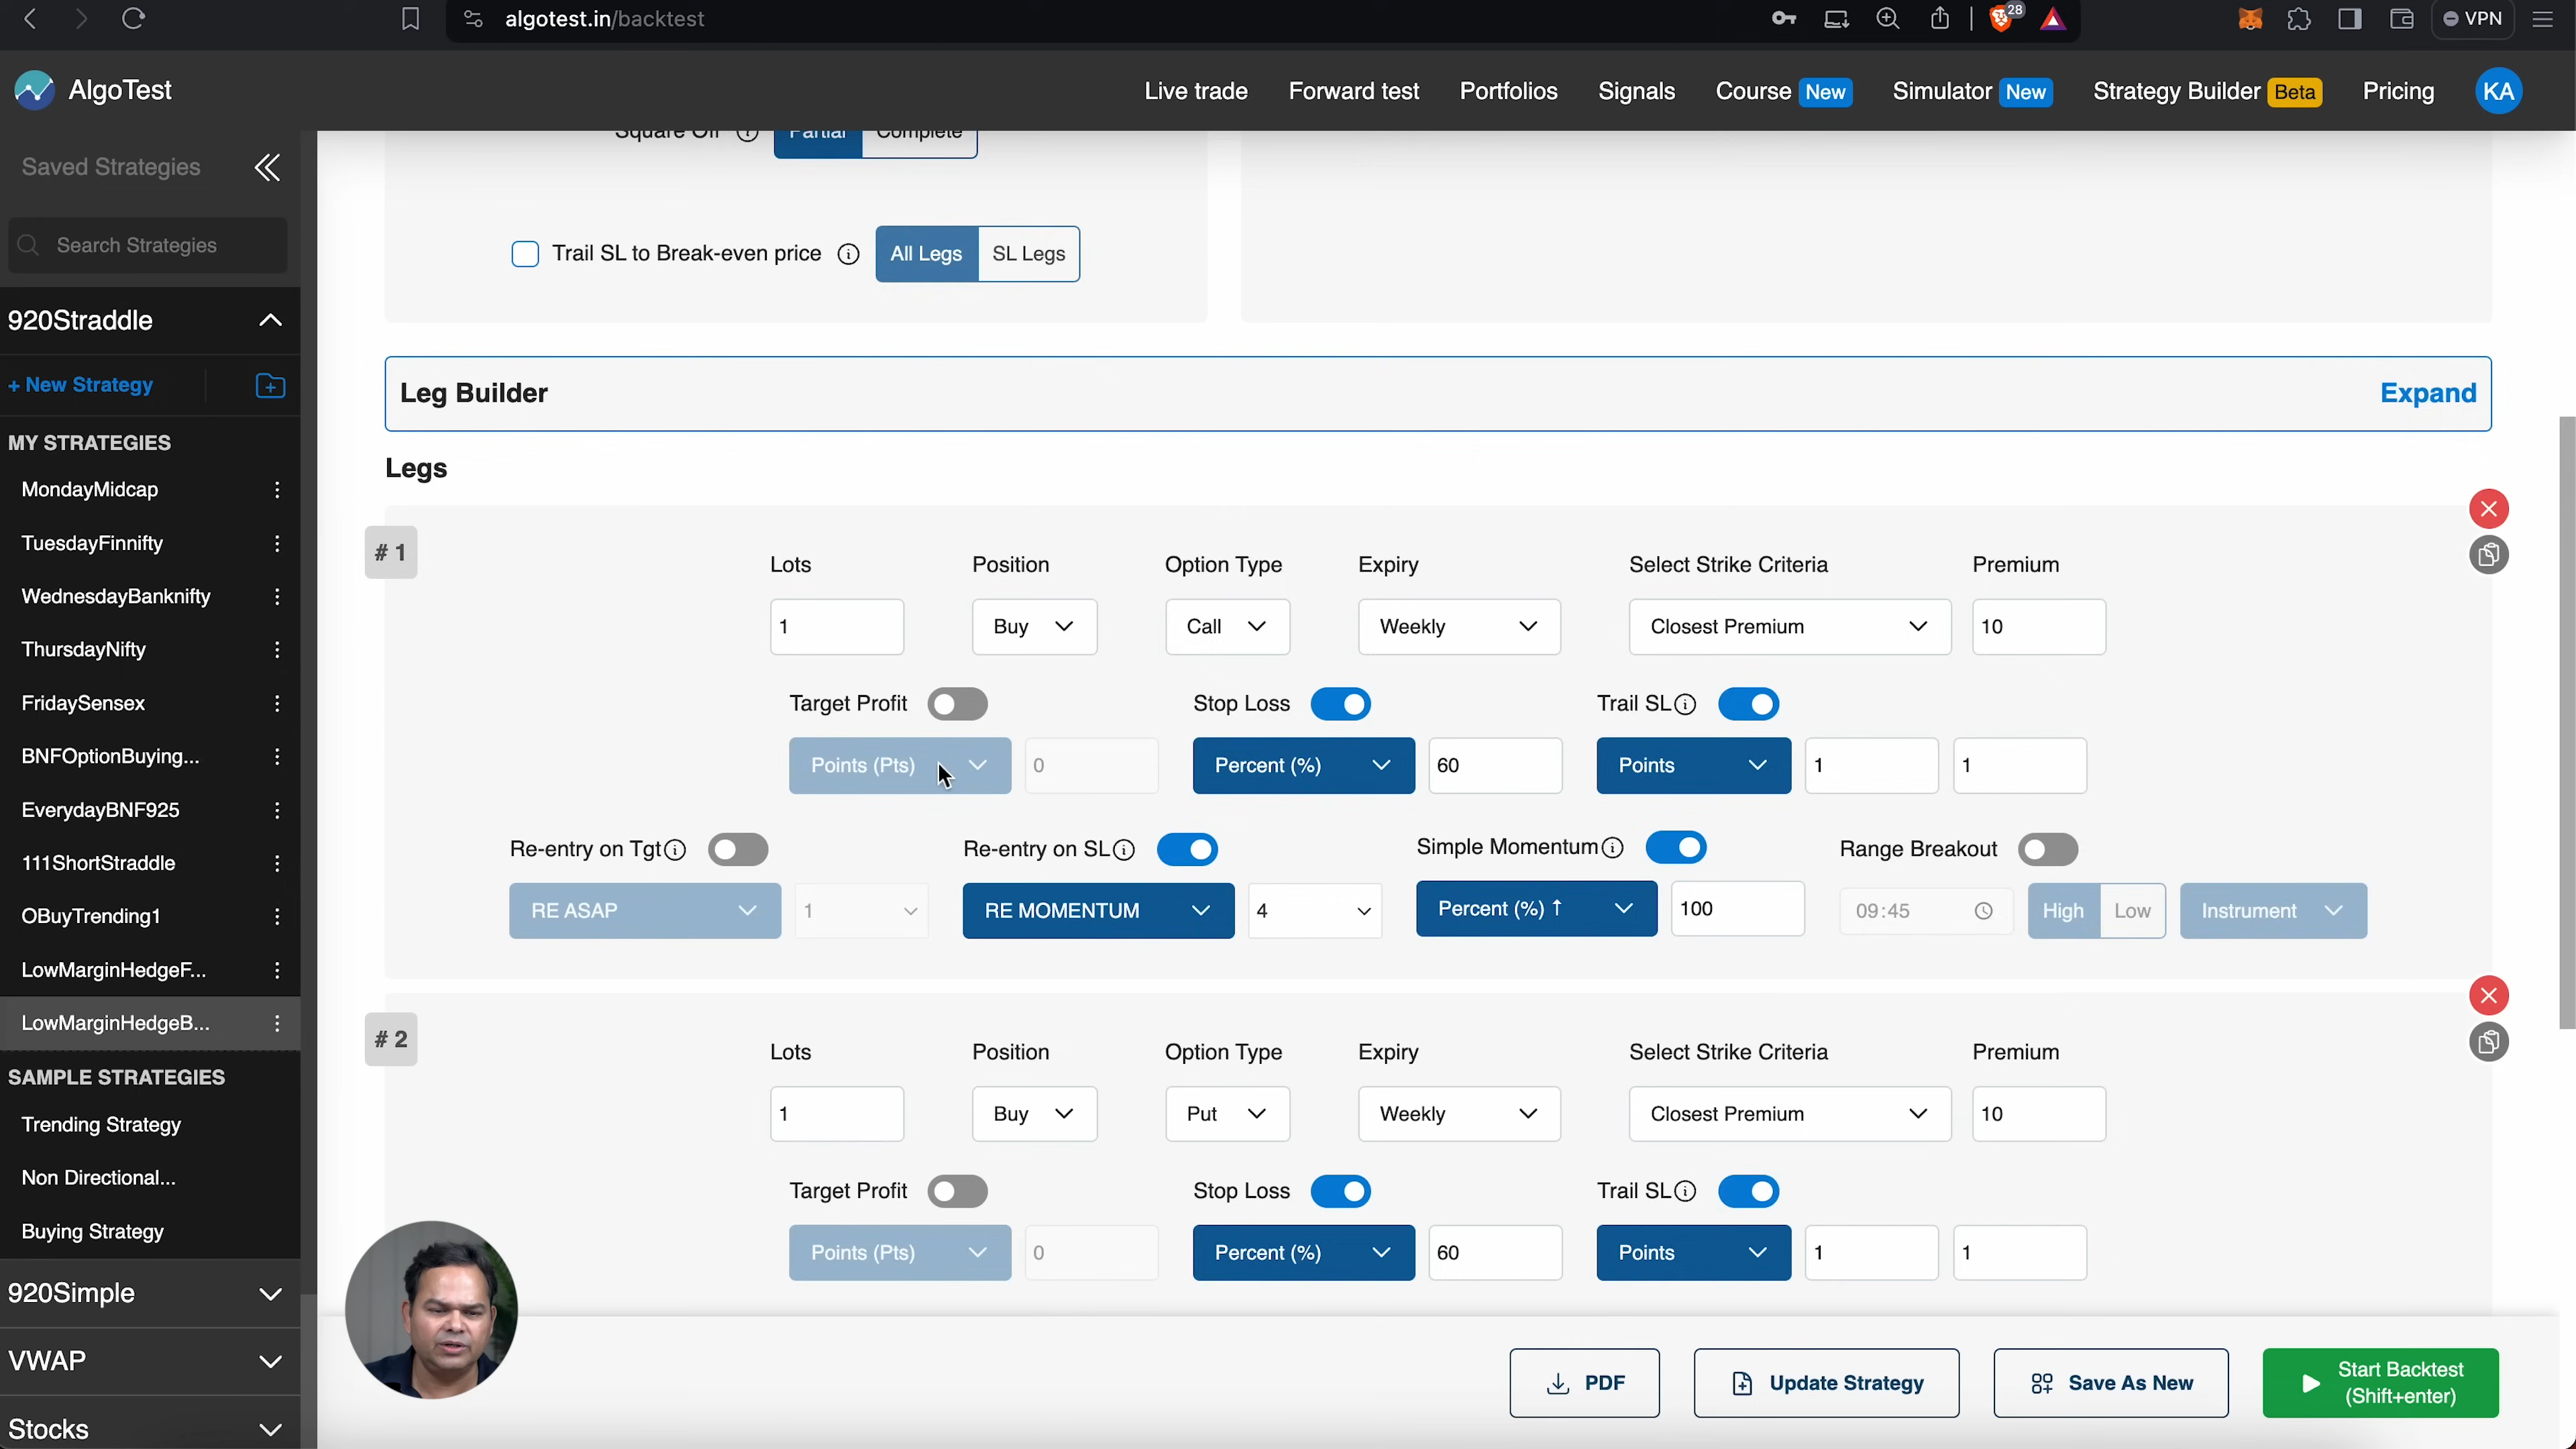 algotest.in/backtest
28
VPN
AlgoTest
Live trade
Forward test
Portfolios
Signals
Course New
Simulator New
Strategy Builder Beta
Pricing
KA
Saved Strategies
Search Strategies
920Straddle
+ New Strategy
MY STRATEGIES
MondayMidcap
TuesdayFinnifty
WednesdayBanknifty
ThursdayNifty
FridaySensex
BNFOptionBuying...
EverydayBNF925
111ShortStraddle
OBuyTrending1
LowMarginHedgeF...
LowMarginHedgeB...
SAMPLE STRATEGIES
Trending Strategy
Non Directional...
Buying Strategy
920Simple
VWAP
Stocks
Square Off Partial Complete
Trail SL to Break-even price All Legs SL Legs
Leg Builder Expand
Legs
# 1
Lots Position Option Type Expiry Select Strike Criteria Premium
1 Buy Call Weekly Closest Premium 10
Target Profit Stop Loss Trail SL
Points (Pts) 0 Percent (%) 60 Points 1 1
Re-entry on Tgt Re-entry on SL Simple Momentum Range Breakout
RE ASAP 1 RE MOMENTUM 4 Percent (%) ↑ 100 09:45 High Low Instrument
# 2
Lots Position Option Type Expiry Select Strike Criteria Premium
1 Buy Put Weekly Closest Premium 10
Target Profit Stop Loss Trail SL
Points (Pts) 0 Percent (%) 60 Points 1 1
PDF
Update Strategy
Save As New
Start Backtest
(Shift+enter)